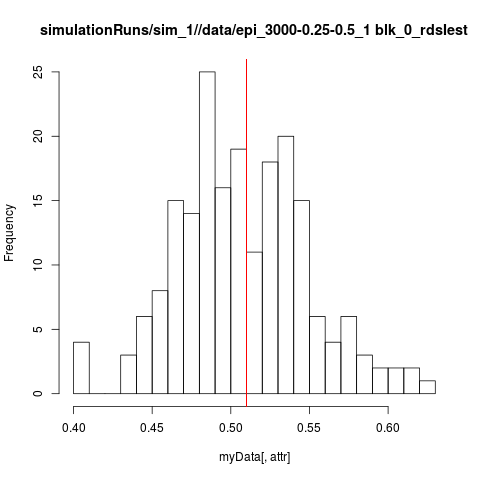 simulationRuns/sim_1//data/epi_3000-0.25-0.5_1 blk_0_rdslest
Frequency
25
20
15
10
5
0
0.40 0.45 0.50 0.55 0.60
myData[, attr]